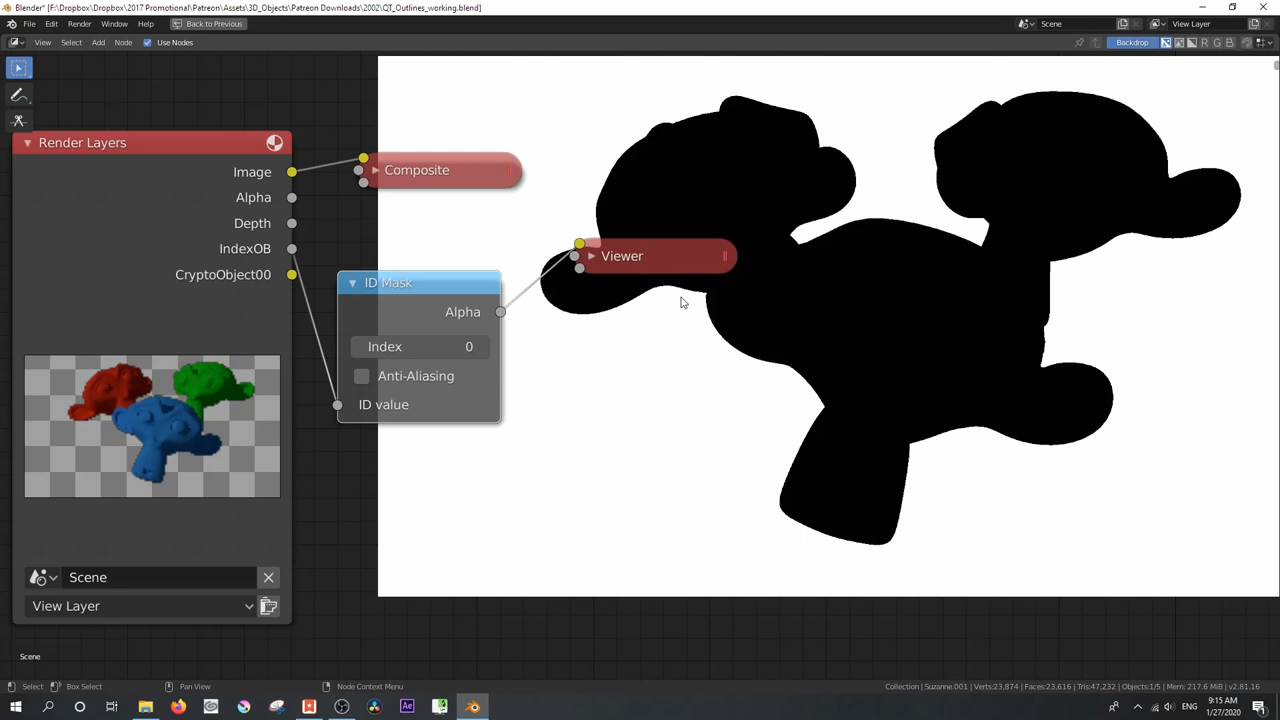 Blender* [F:\Dropbox\Dropbox\2017 Promotional\Patreon\Assets\3D_Objects\Patreon Downloads\2002\QT_Outlines_working.blend]
File Edit Render Window Help Back to Previous Scene View Layer
View Select Add Node Use Nodes Backdrop R G B
Render Layers
Image
Alpha
Depth
IndexOB
CryptoObject00
Scene
View Layer
Composite
Viewer
ID Mask
Alpha
Index 0
Anti-Aliasing
ID value
Scene
Select Box Select Pan View Node Context Menu Collection | Suzanne.001 | Verts:23,874 | Faces:23,616 | Tris:47,232 | Objects:1/5 | Mem: 217.6 MiB | v2.81.16
Ae ENG 9:15 AM
1/27/2020